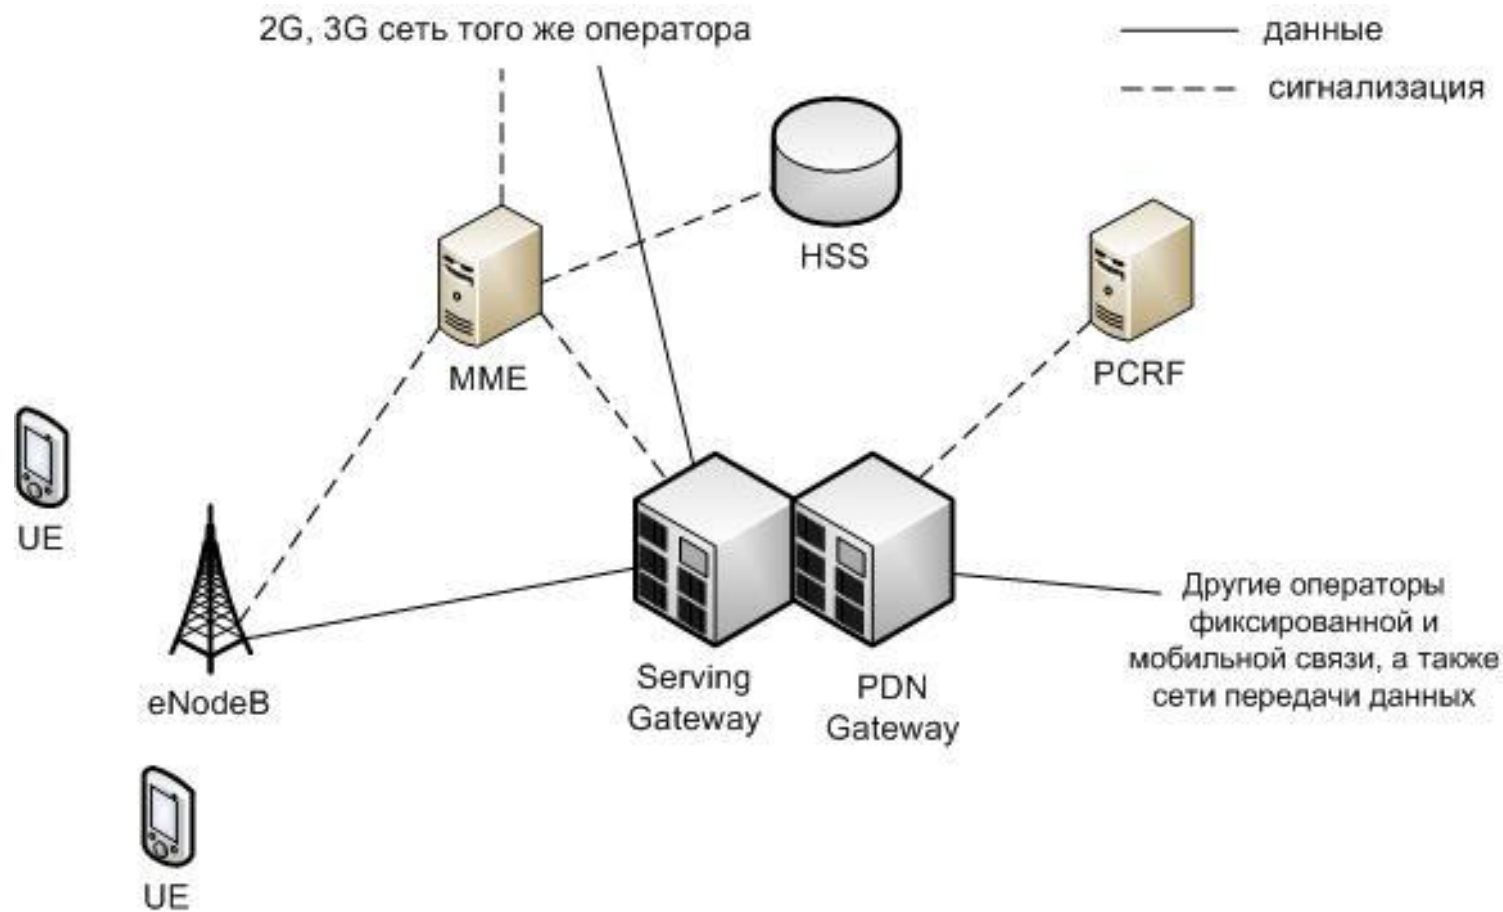 2G, 3G сеть того же оператора
данные
сигнализация
HSS
MME
PCRF
UE
eNodeB
Serving
Gateway
PDN
Gateway
Другие операторы
фиксированной и
мобильной связи, а также
сети передачи данных
UE